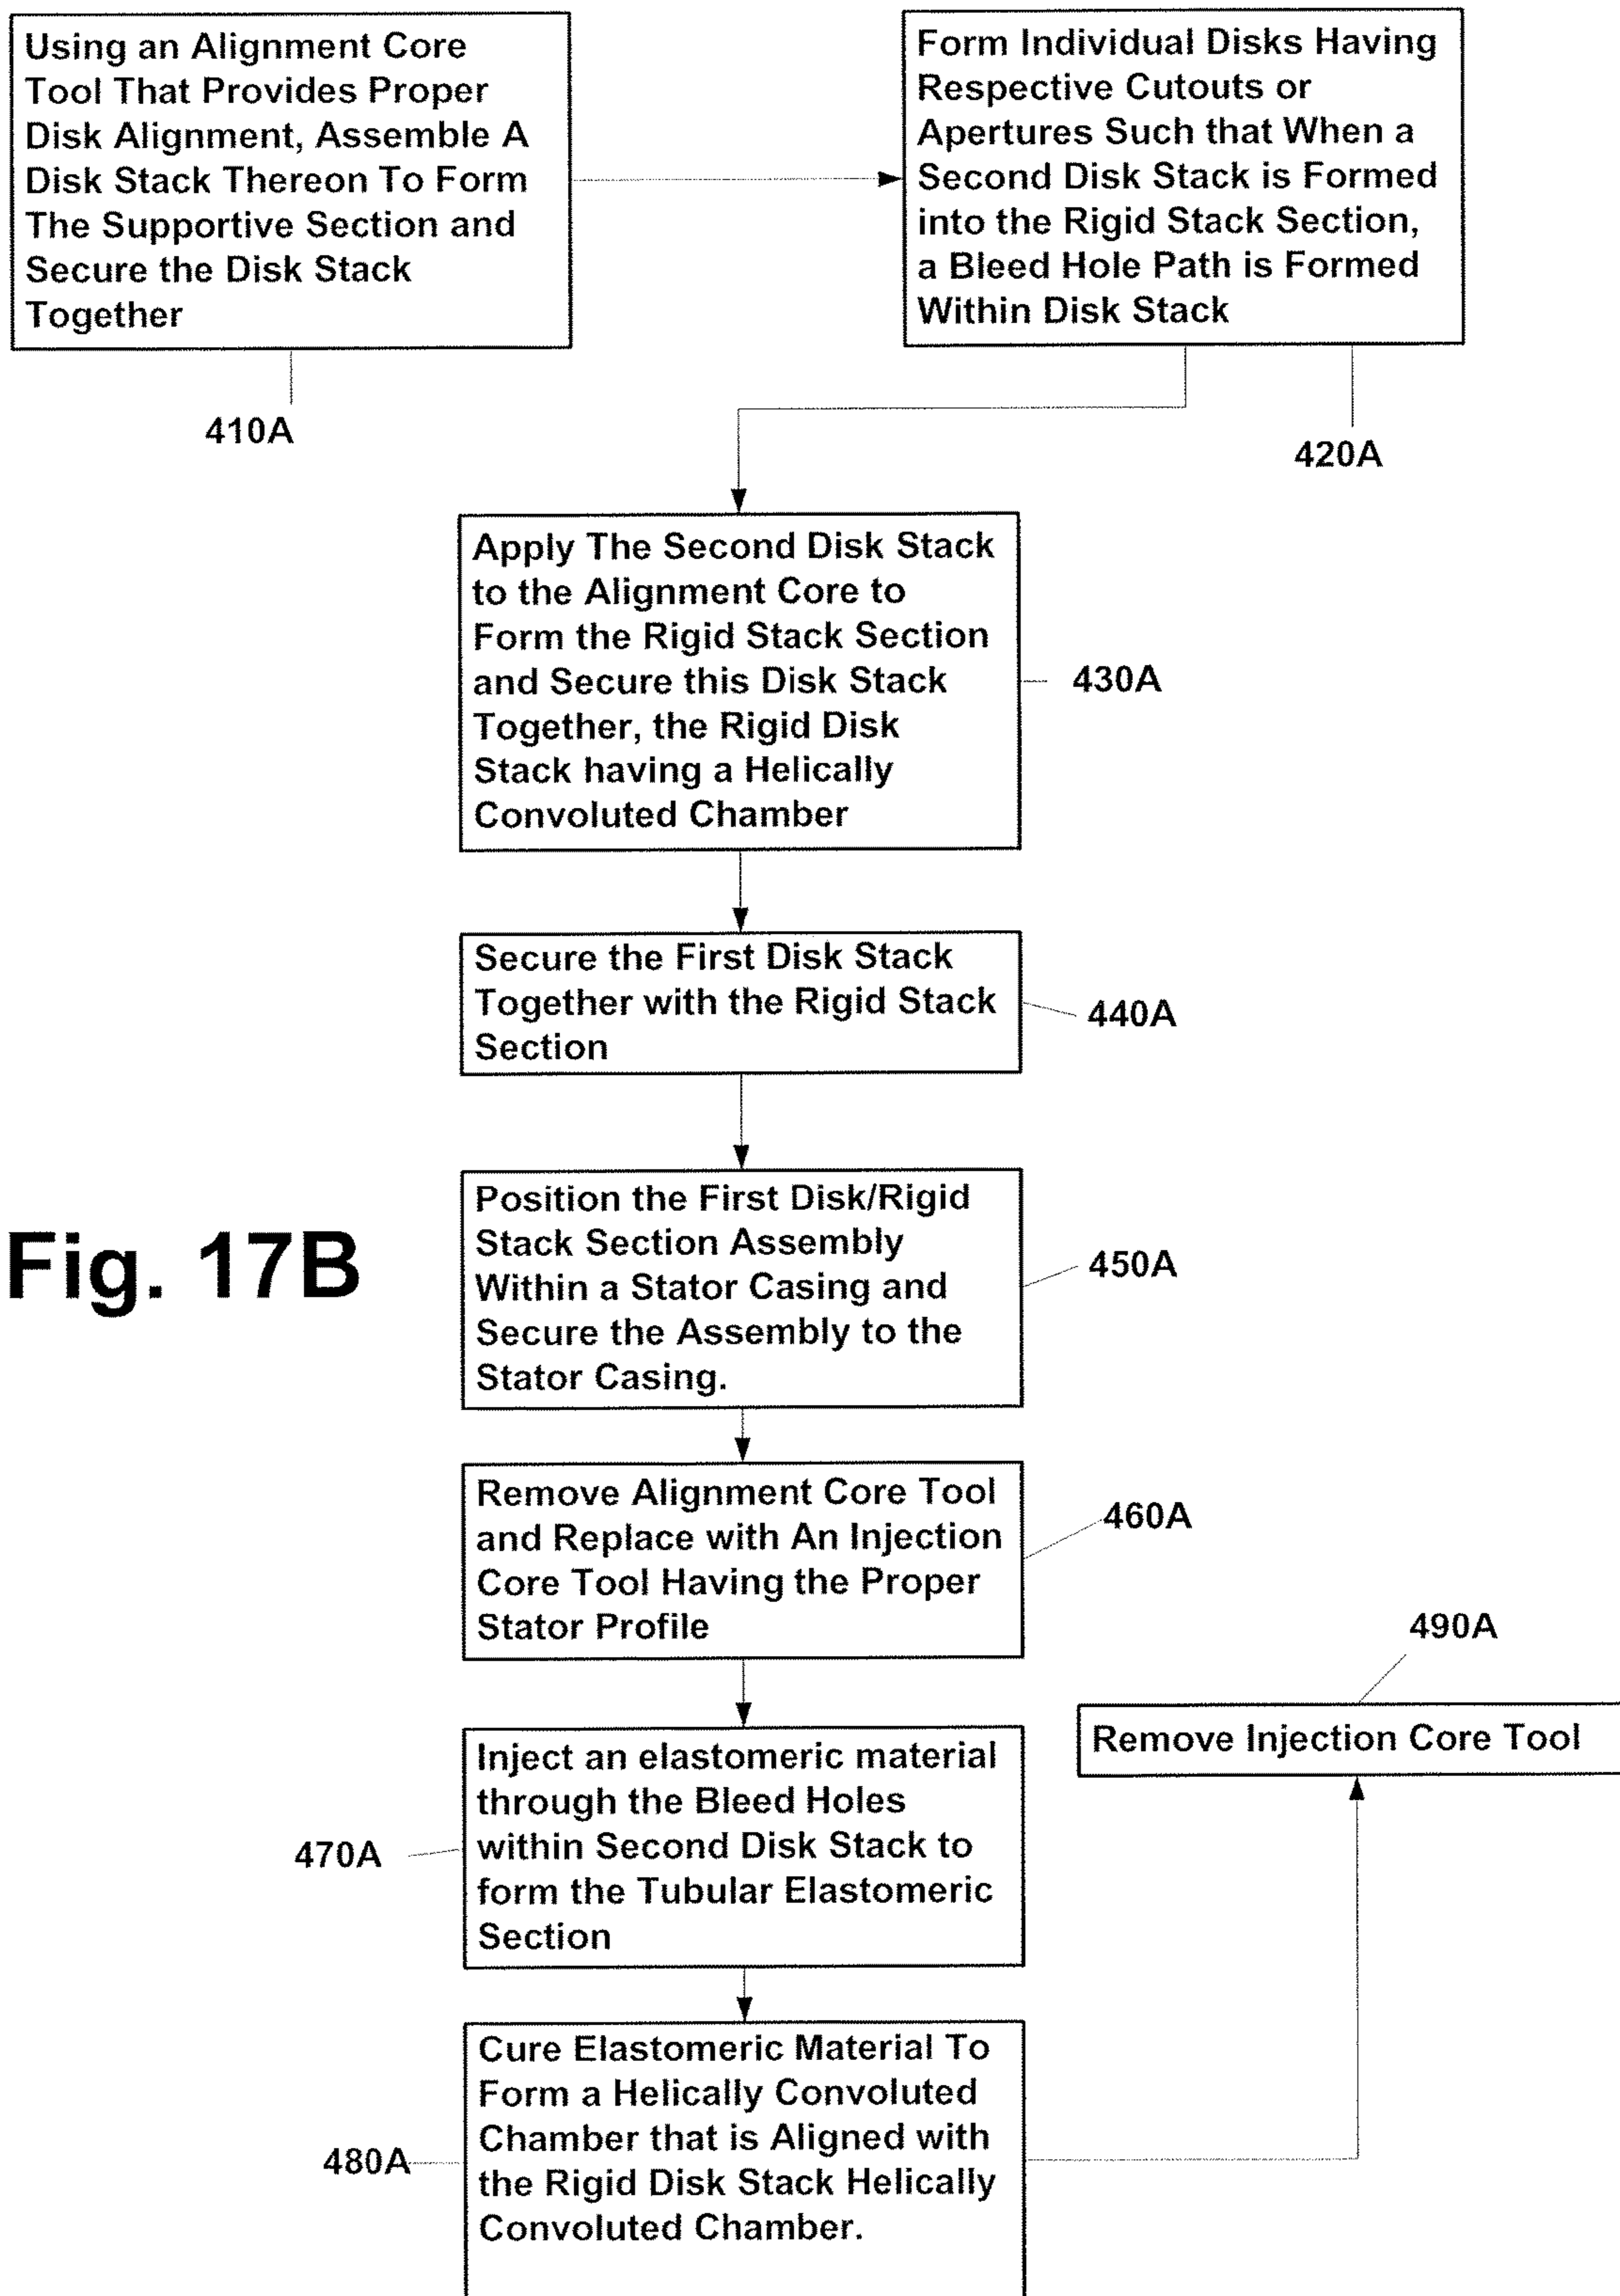 Using an Alignment Core
Tool That Provides Proper
Disk Alignment, Assemble A
Disk Stack Thereon To Form
The Supportive Section and
Secure the Disk Stack
Together
410A
Form Individual Disks Having
Respective Cutouts or
Apertures Such that When a
Second Disk Stack is Formed
into the Rigid Stack Section,
a Bleed Hole Path is Formed
Within Disk Stack
420A
Apply The Second Disk Stack
to the Alignment Core to
Form the Rigid Stack Section
and Secure this Disk Stack
Together, the Rigid Disk
Stack having a Helically
Convoluted Chamber
430A
Secure the First Disk Stack
Together with the Rigid Stack
Section
440A
Position the First Disk/Rigid
Stack Section Assembly
Within a Stator Casing and
Secure the Assembly to the
Stator Casing.
450A
Fig. 17B
Remove Alignment Core Tool
and Replace with An Injection
Core Tool Having the Proper
Stator Profile
460A
Inject an elastomeric material
through the Bleed Holes
within Second Disk Stack to
form the Tubular Elastomeric
Section
470A
Cure Elastomeric Material To
Form a Helically Convoluted
Chamber that is Aligned with
the Rigid Disk Stack Helically
Convoluted Chamber.
480A
490A
Remove Injection Core Tool